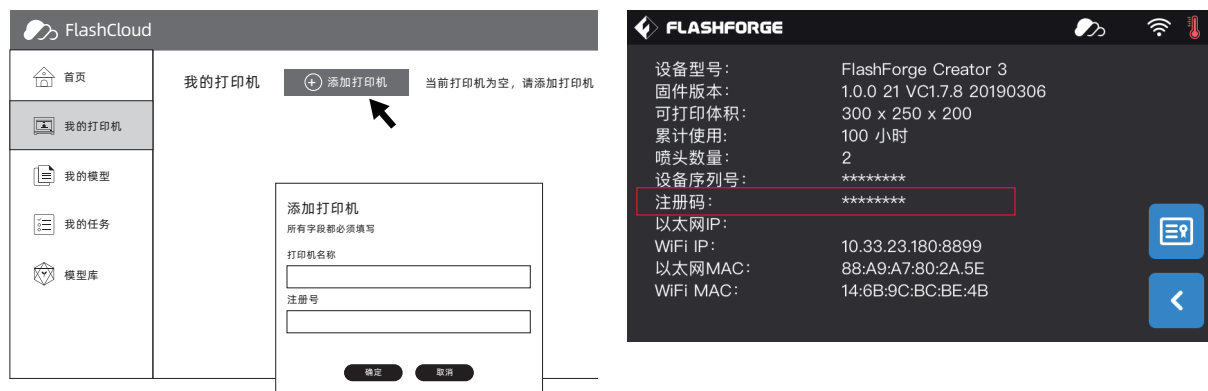 FlashCloud
首页
我的打印机
我的模型
我的任务
模型库
我的打印机
添加打印机
当前打印机为空，请添加打印机
添加打印机
所有字段都必须填写
打印机名称
注册号
确定
取消
FLASHFORGE
设备型号： FlashForge Creator 3
固件版本： 1.0.0 21 VC1.7.8 20190306
可打印体积： 300 x 250 x 200
累计使用: 100 小时
喷头数量： 2
设备序列号： ********
注册码： ********
以太网IP：
WiFi IP： 10.33.23.180:8899
以太网MAC： 88:A9:A7:80:2A.5E
WiFi MAC： 14:6B:9C:BC:BE:4B